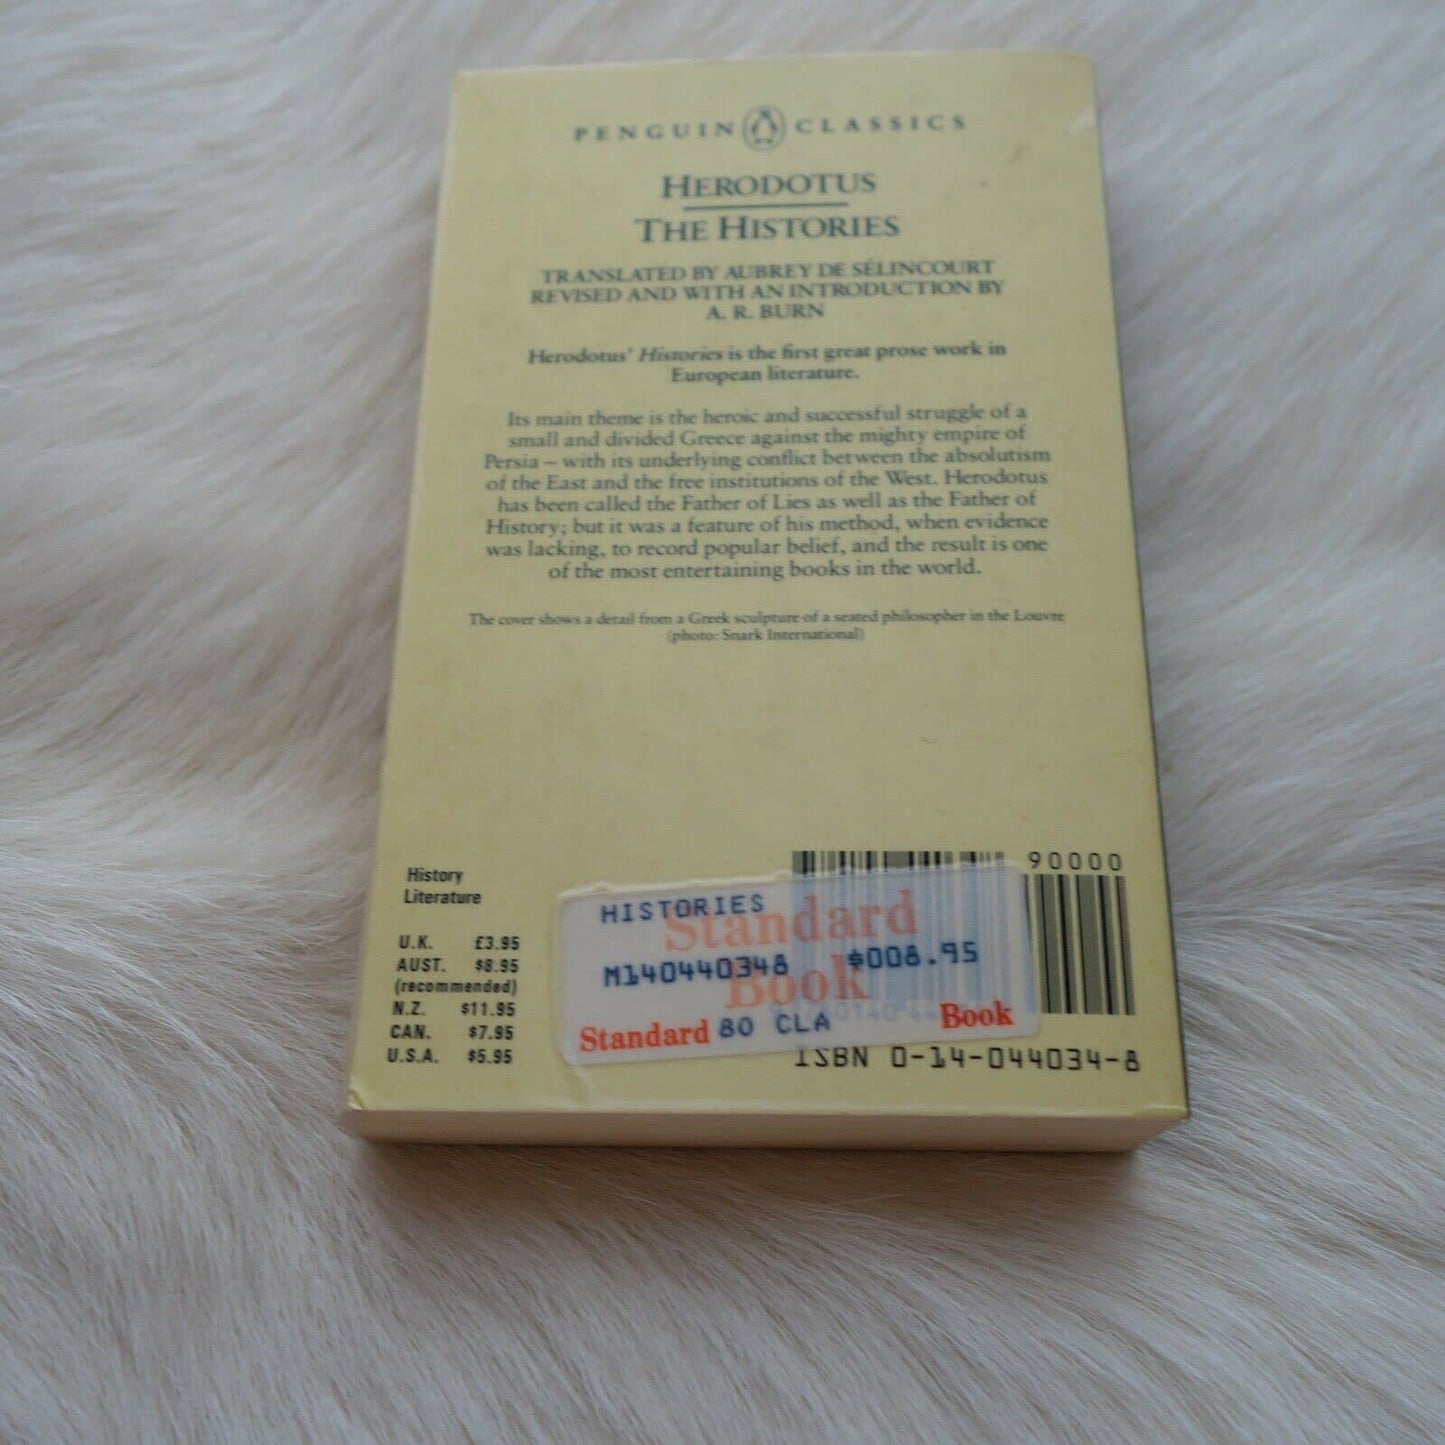 PENGUIN CLASSICS
HERODOTUS
THE HISTORIES
TRANSLATED BY AUBREY DE SÉLINCOURT
REVISED AND WITH AN INTRODUCTION BY
A. R. BURN
Herodotus' Histories is the first great prose work in
European literature.
Its main theme is the heroic and successful struggle of a
small and divided Greece against the mighty empire of
Persia – with its underlying conflict between the absolutism
of the East and the free institutions of the West. Herodotus
has been called the Father of Lies as well as the Father of
History; but it was a feature of his method, when evidence
was lacking, to record popular belief, and the result is one
of the most entertaining books in the world.
The cover shows a detail from a Greek sculpture of a seated philosopher in the Louvre
(photo: Snark International)
History
Literature
U.K. £3.95
AUST. $8.95
(recommended)
N.Z. $11.95
CAN. $7.95
U.S.A. $5.95
90000
HISTORIES
Standard
M140440348 $008.95
Book
Standard 80 CLA Book
ISBN 0-14-044034-8